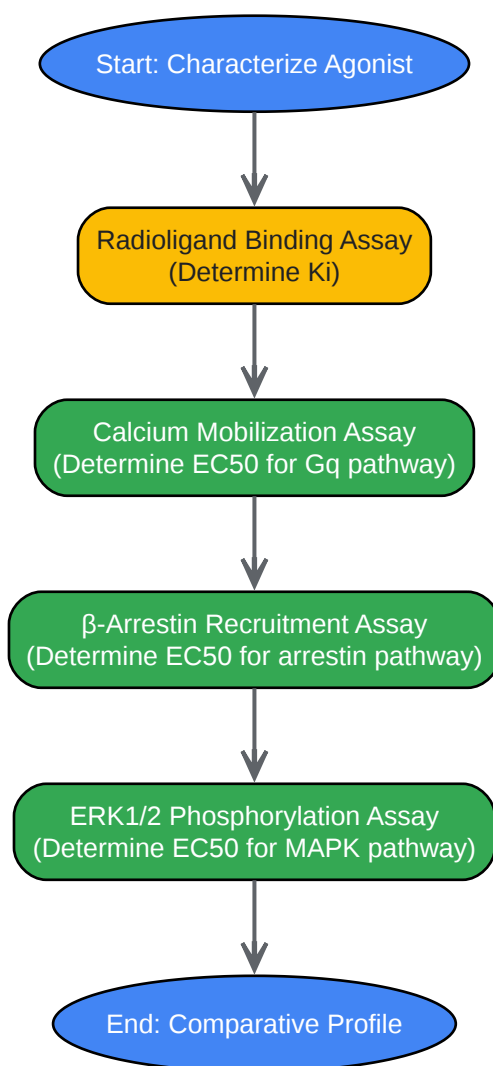 Start: Characterize Agonist
Radioligand Binding Assay
(Determine Ki)
Calcium Mobilization Assay
(Determine EC50 for Gq pathway)
β-Arrestin Recruitment Assay
(Determine EC50 for arrestin pathway)
ERK1/2 Phosphorylation Assay
(Determine EC50 for MAPK pathway)
End: Comparative Profile